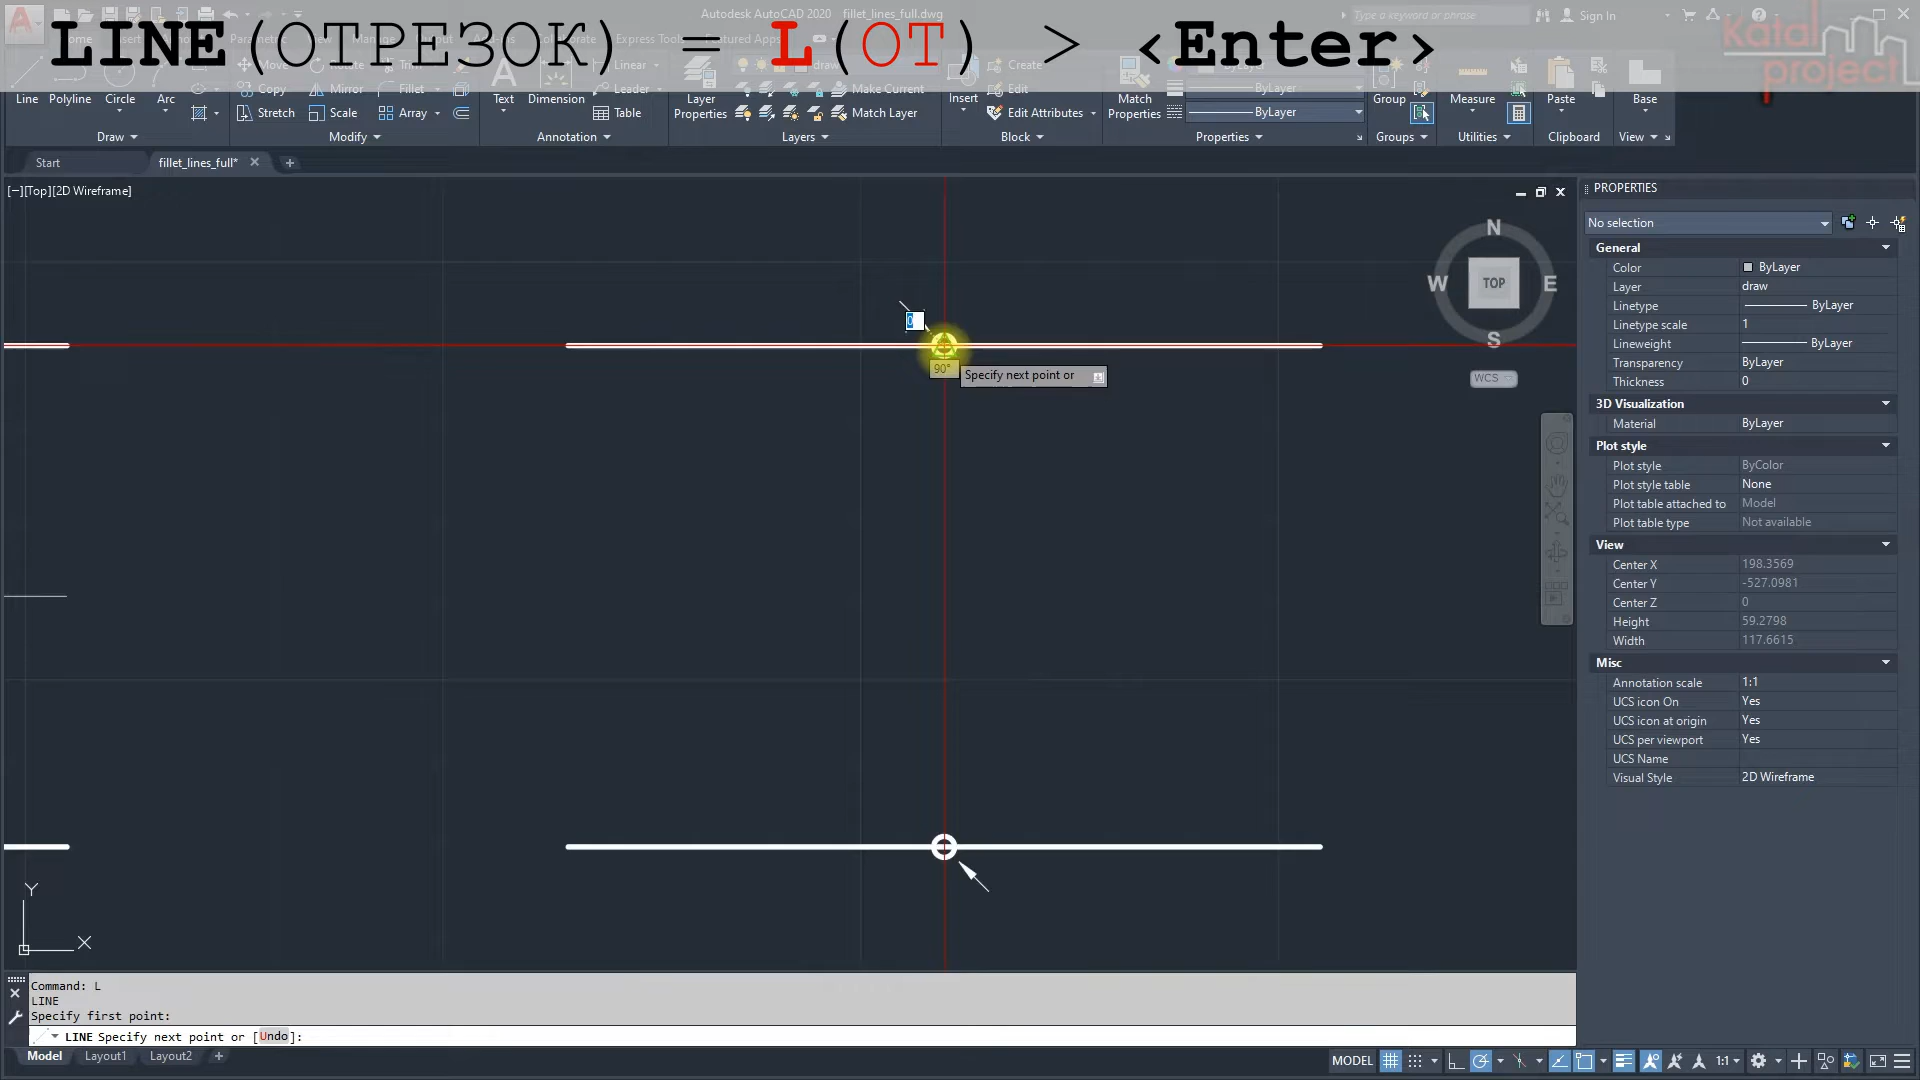 LINE(ОТРЕЗОК) = L(ОТ) > <Enter>
Katal
project
Autodesk AutoCAD 2020 fillet_lines_full.dwg
Type a keyword or phrase
Sign In
Express Tools
Featured Apps
Line Polyline Circle Arc
Move
Copy Mirror Fillet
Stretch Scale Array
Text Dimension
Linear
Leader
Table
Layer
Properties
Make Current
Match Layer
Insert
Create
Edit
Edit Attributes
Match
Properties
ByLayer
ByLayer
Group
Measure
Paste
Base
Draw Modify Annotation Layers Block Properties Groups Utilities Clipboard View
Start fillet_lines_full*
[−][Top][2D Wireframe]
N
W TOP E
S
WCS
90°
Specify next point or
Y
X
PROPERTIES
No selection
General
Color ByLayer
Layer draw
Linetype ByLayer
Linetype scale 1
Lineweight ByLayer
Transparency ByLayer
Thickness 0
3D Visualization
Material ByLayer
Plot style
Plot style ByColor
Plot style table None
Plot table attached to Model
Plot table type Not available
View
Center X 198.3569
Center Y -527.0981
Center Z 0
Height 59.2798
Width 117.6615
Misc
Annotation scale 1:1
UCS icon On Yes
UCS icon at origin Yes
UCS per viewport Yes
UCS Name
Visual Style 2D Wireframe
Command: L
LINE
Specify first point:
LINE Specify next point or [Undo]:
Model Layout1 Layout2
MODEL 1:1